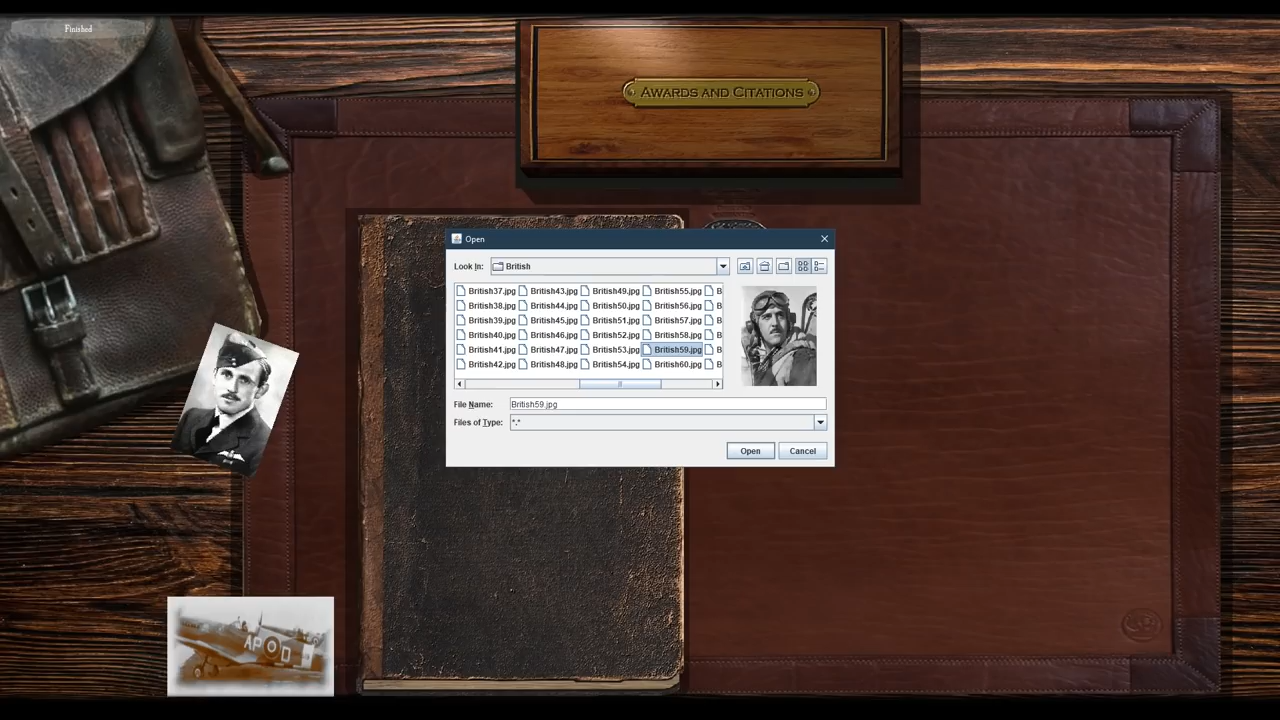 Finished
AWARDS AND CITATIONS
Open
Look In: British
British37.jpg British43.jpg British49.jpg British55.jpg B
British38.jpg British44.jpg British50.jpg British56.jpg B
British39.jpg British45.jpg British51.jpg British57.jpg B
British40.jpg British46.jpg British52.jpg British58.jpg B
British41.jpg British47.jpg British53.jpg British59.jpg B
British42.jpg British48.jpg British54.jpg British60.jpg B
File Name: British59.jpg
Files of Type: *.*
Open Cancel
AP D